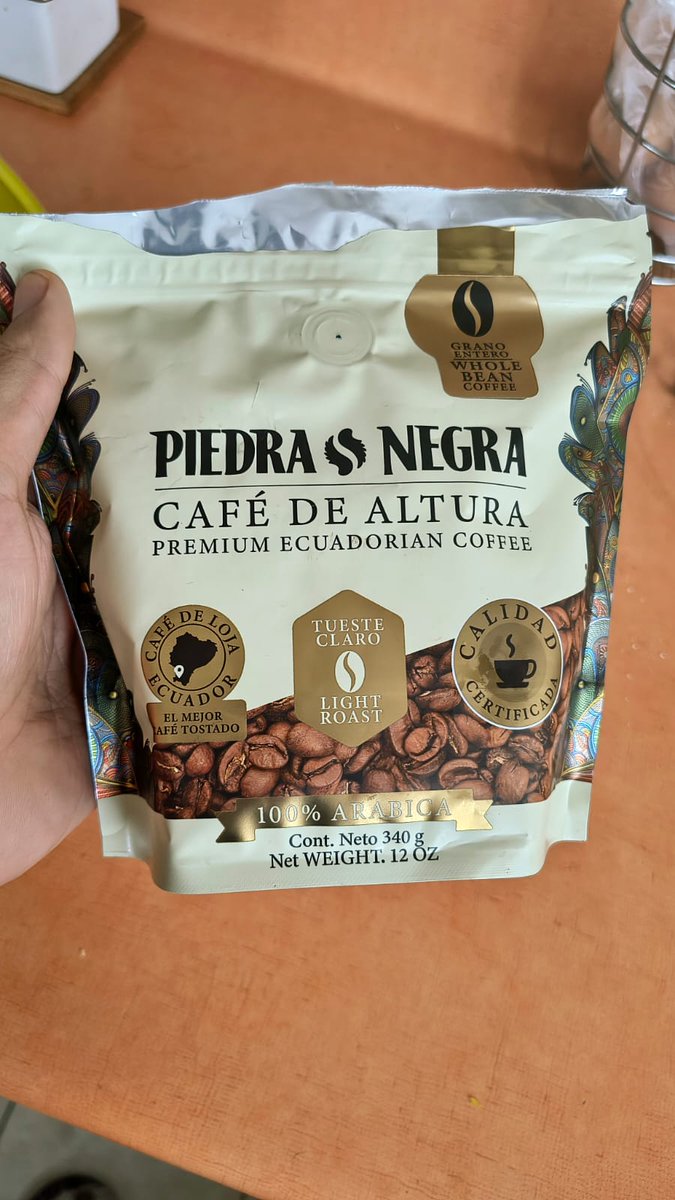 GRANO
ENTERO
WHOLE
BEAN
COFFEE
PIEDRA NEGRA
CAFÉ DE ALTURA
PREMIUM ECUADORIAN COFFEE
CAFÉ DE LOJA
ECUADOR
EL MEJOR
AFÉ TOSTADO
TUESTE
CLARO
LIGHT
ROAST
CALIDAD
CERTIFICADA
100% ARABICA
Cont. Neto 340 g
Net WEIGHT. 12 OZ